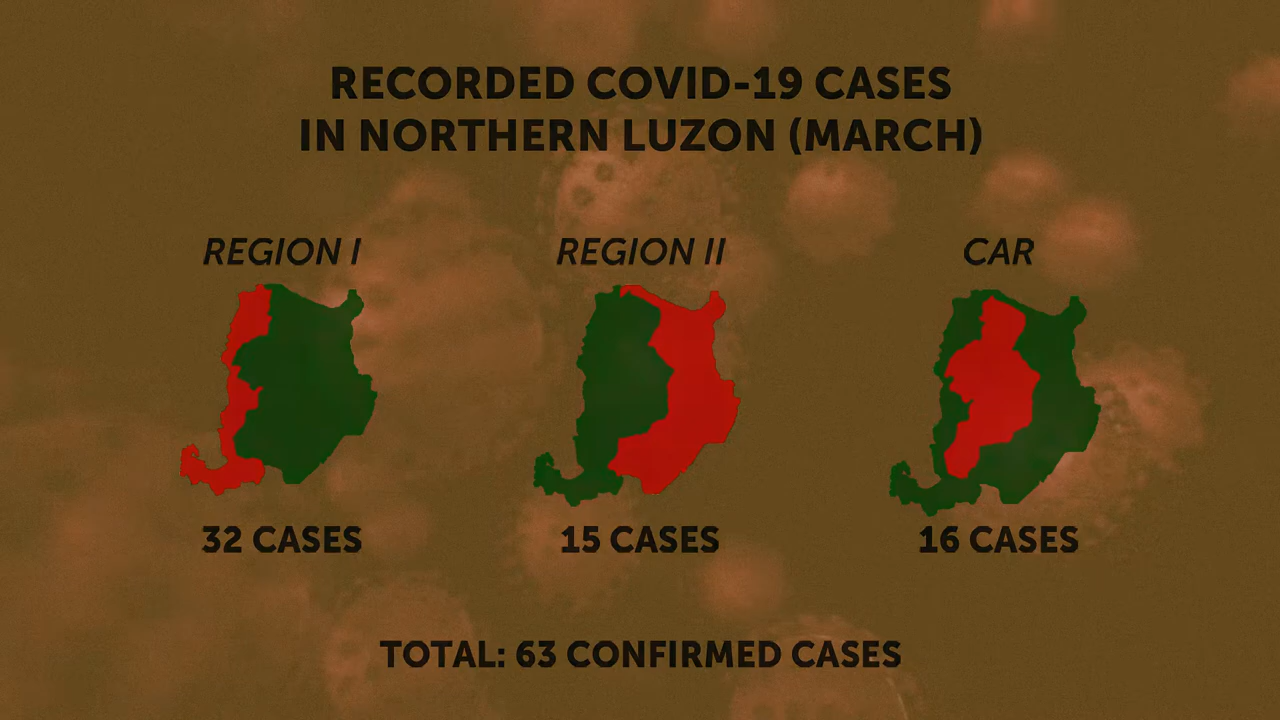 RECORDED COVID-19 CASES
IN NORTHERN LUZON (MARCH)
REGION I
REGION II
CAR
32 CASES
15 CASES
16 CASES
TOTAL: 63 CONFIRMED CASES